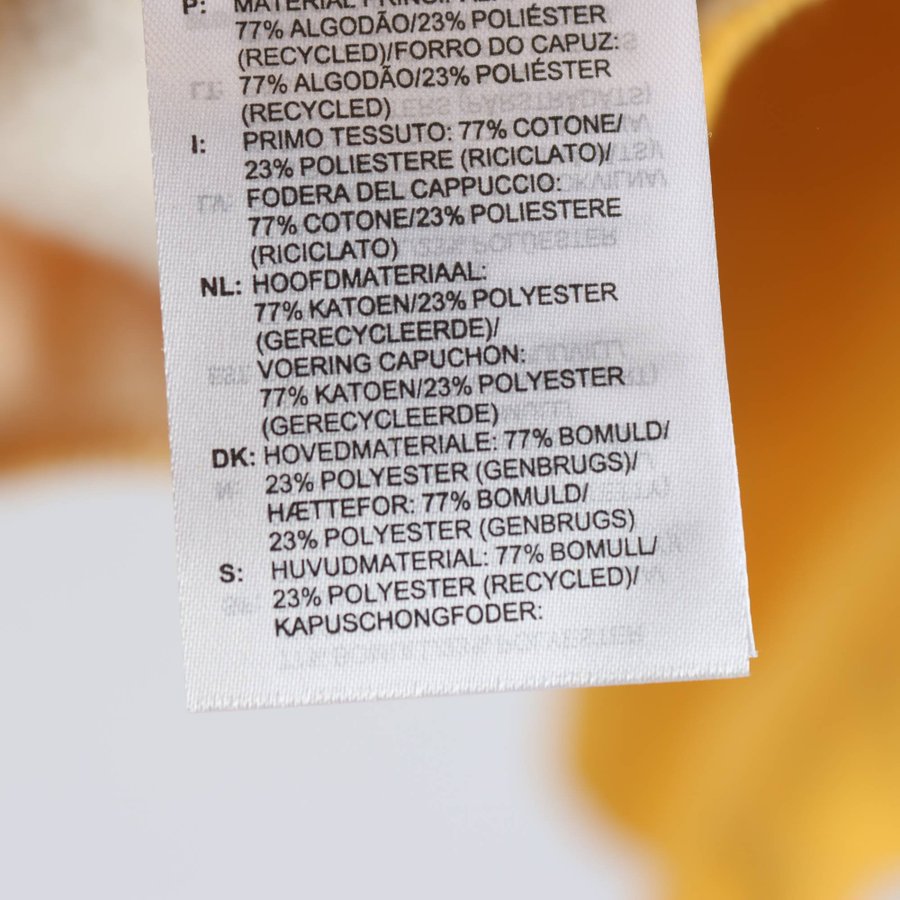 P: MATERIAL
77% ALGODÃO/23% POLIÉSTER
(RECYCLED)/FORRO DO CAPUZ:
77% ALGODÃO/23% POLIÉSTER
(RECYCLED)
I: PRIMO TESSUTO: 77% COTONE/
23% POLIESTERE (RICICLATO)/
FODERA DEL CAPPUCCIO:
77% COTONE/23% POLIESTERE
(RICICLATO)
NL: HOOFDMATERIAAL:
77% KATOEN/23% POLYESTER
(GERECYCLEERDE)/
VOERING CAPUCHON:
77% KATOEN/23% POLYESTER
(GERECYCLEERDE)
DK: HOVEDMATERIALE: 77% BOMULD/
23% POLYESTER (GENBRUGS)/
HÆTTEFOR: 77% BOMULD/
23% POLYESTER (GENBRUGS)
S: HUVUDMATERIAL: 77% BOMULL/
23% POLYESTER (RECYCLED)/
KAPUSCHONGFODER: